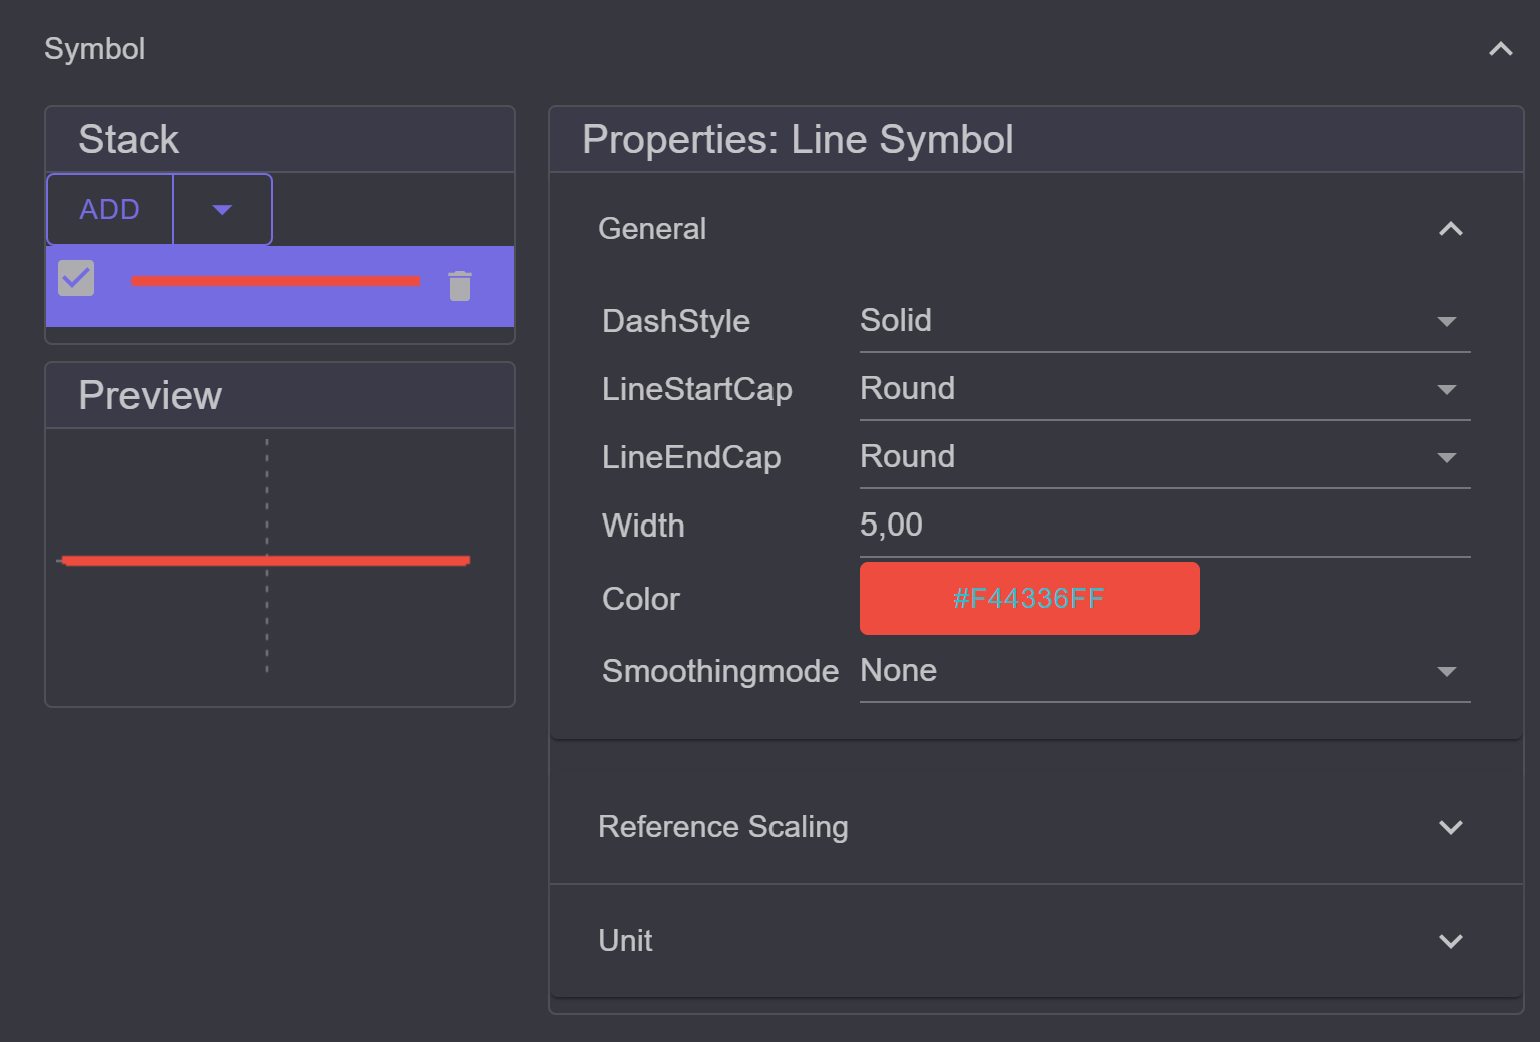 Symbol
Stack
ADD
Preview
Properties: Line Symbol
General
DashStyle Solid
LineStartCap Round
LineEndCap Round
Width 5,00
Color #F44336FF
Smoothingmode None
Reference Scaling
Unit